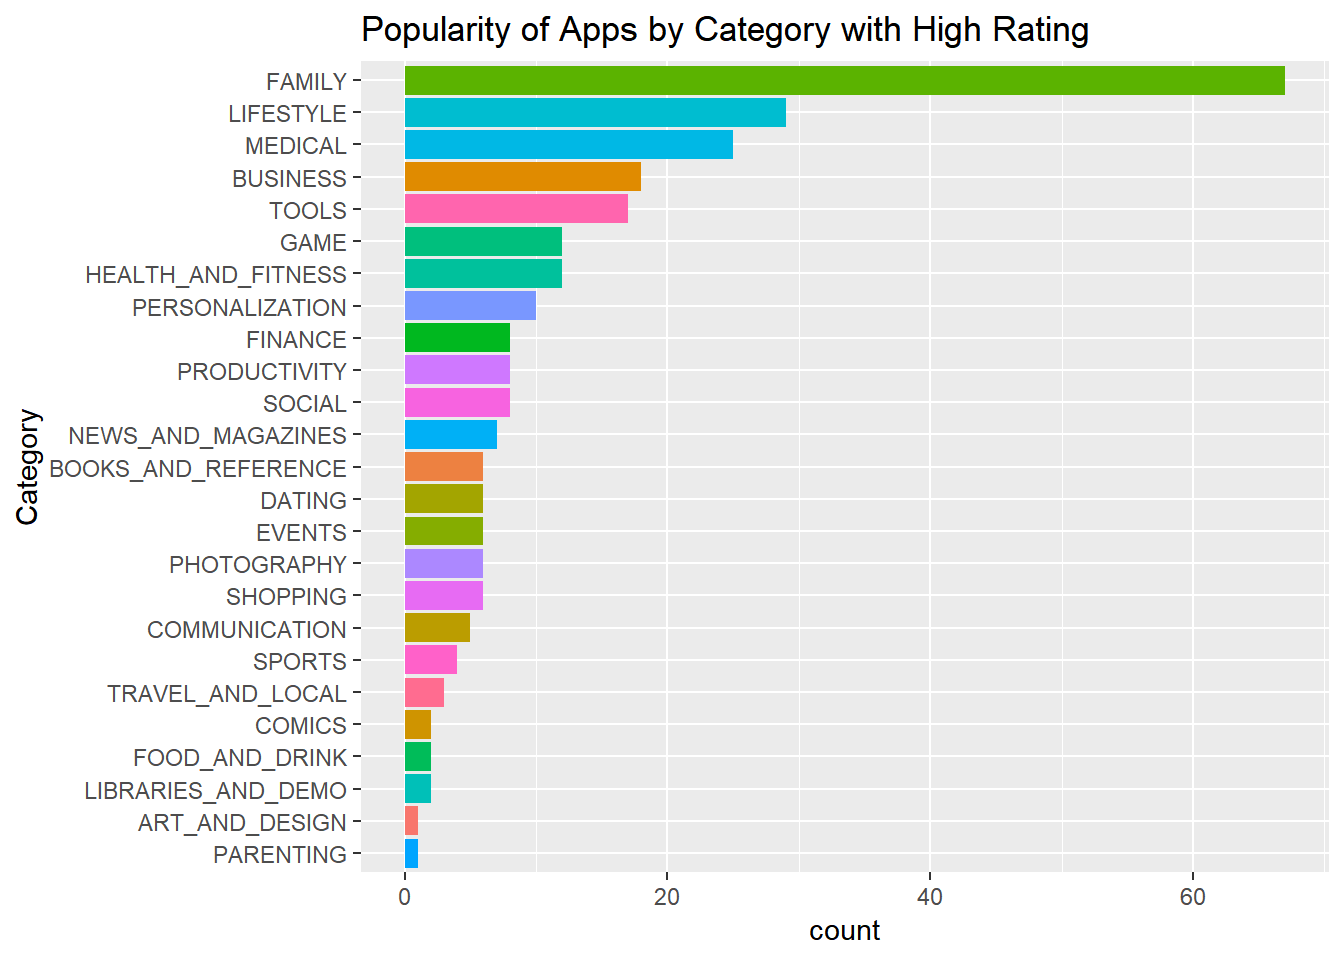 Popularity of Apps by Category with High Rating
Category
FAMILY
LIFESTYLE
MEDICAL
BUSINESS
TOOLS
GAME
HEALTH_AND_FITNESS
PERSONALIZATION
FINANCE
PRODUCTIVITY
SOCIAL
NEWS_AND_MAGAZINES
BOOKS_AND_REFERENCE
DATING
EVENTS
PHOTOGRAPHY
SHOPPING
COMMUNICATION
SPORTS
TRAVEL_AND_LOCAL
COMICS
FOOD_AND_DRINK
LIBRARIES_AND_DEMO
ART_AND_DESIGN
PARENTING
0 20 40 60
count